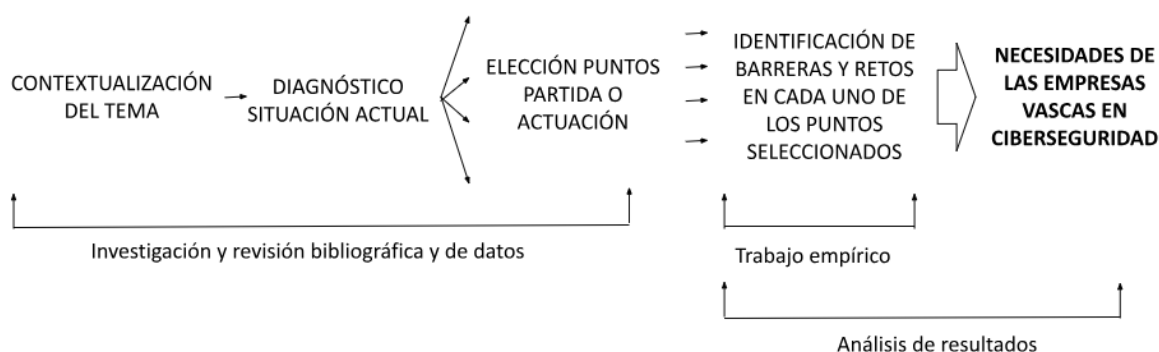 CONTEXTUALIZACIÓN
DEL TEMA
DIAGNÓSTICO
SITUACIÓN ACTUAL
ELECCIÓN PUNTOS
PARTIDA O
ACTUACIÓN
IDENTIFICACIÓN DE
BARRERAS Y RETOS
EN CADA UNO DE
LOS PUNTOS
SELECCIONADOS
NECESIDADES DE
LAS EMPRESAS
VASCAS EN
CIBERSEGURIDAD
Investigación y revisión bibliográfica y de datos
Trabajo empírico
Análisis de resultados